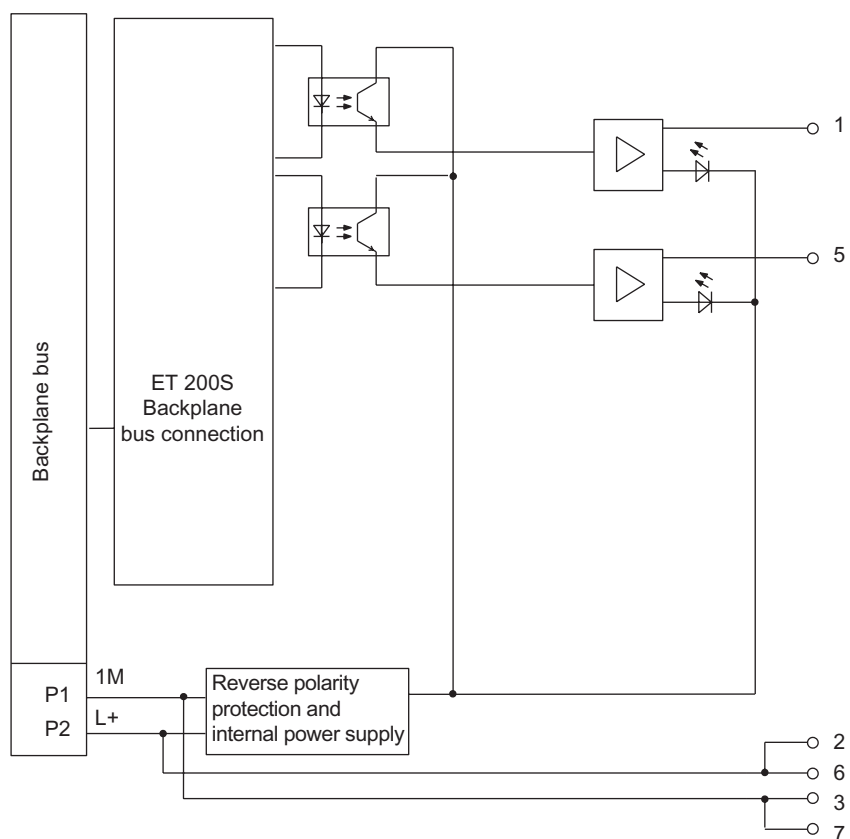 1
5
Backplane bus
ET 200S
Backplane
bus connection
1M
P1
L+
P2
Reverse polarity
protection and
internal power supply
2
6
3
7